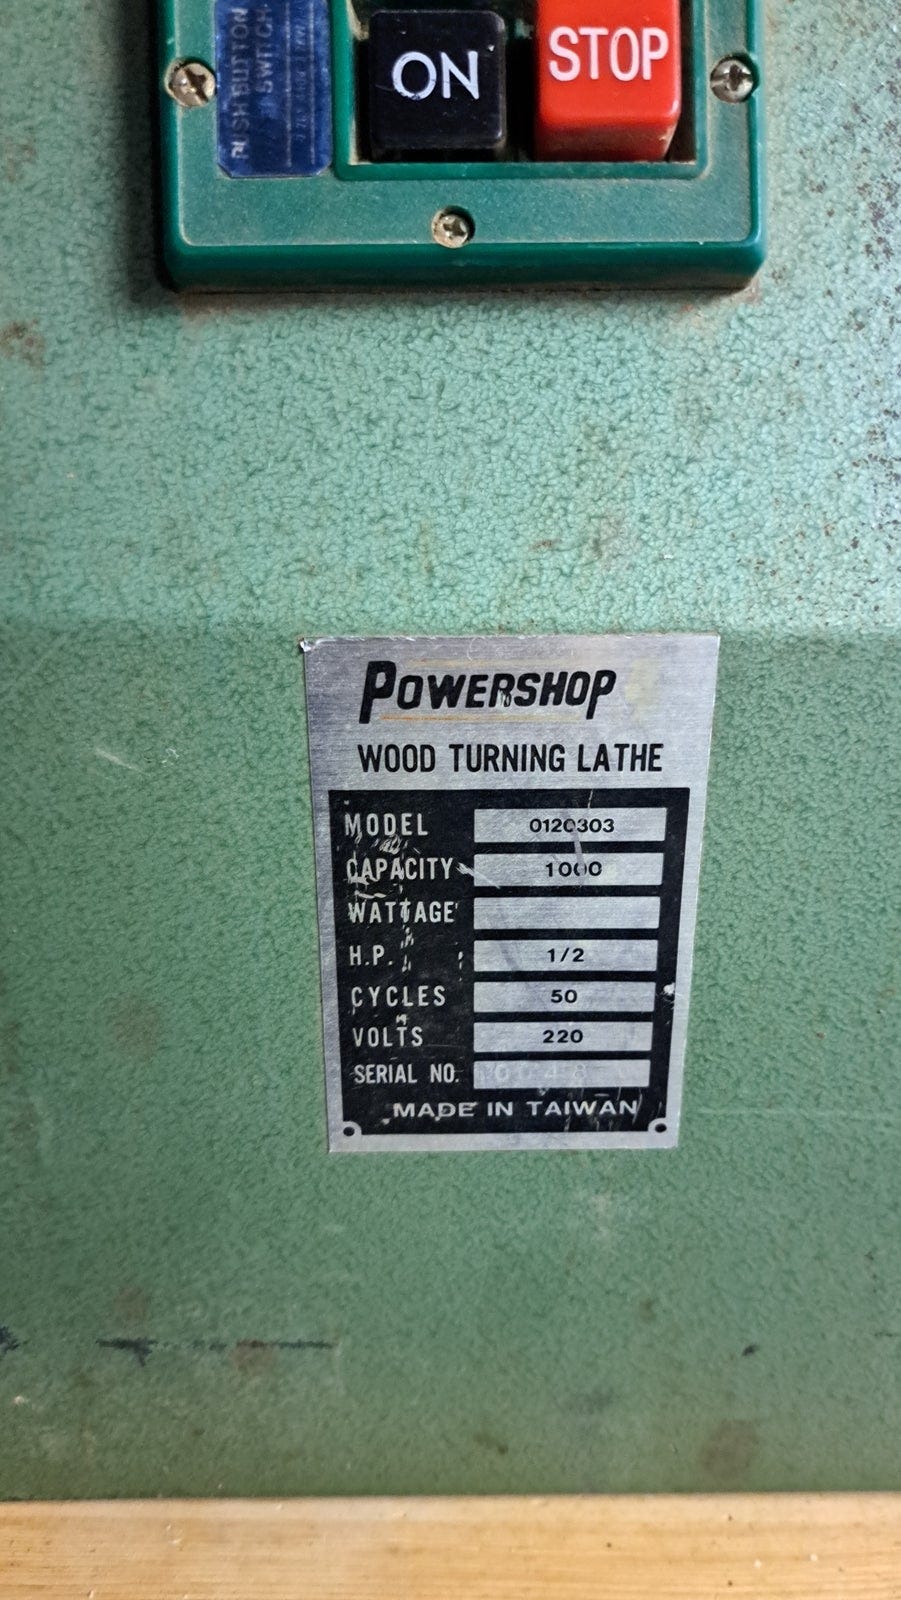 PUSH BUTTON
SWITCH
ON
STOP
POWERSHOP
WOOD TURNING LATHE
MODEL 0120303
CAPACITY 1000
WATTAGE
H.P. 1/2
CYCLES 50
VOLTS 220
SERIAL NO.
MADE IN TAIWAN